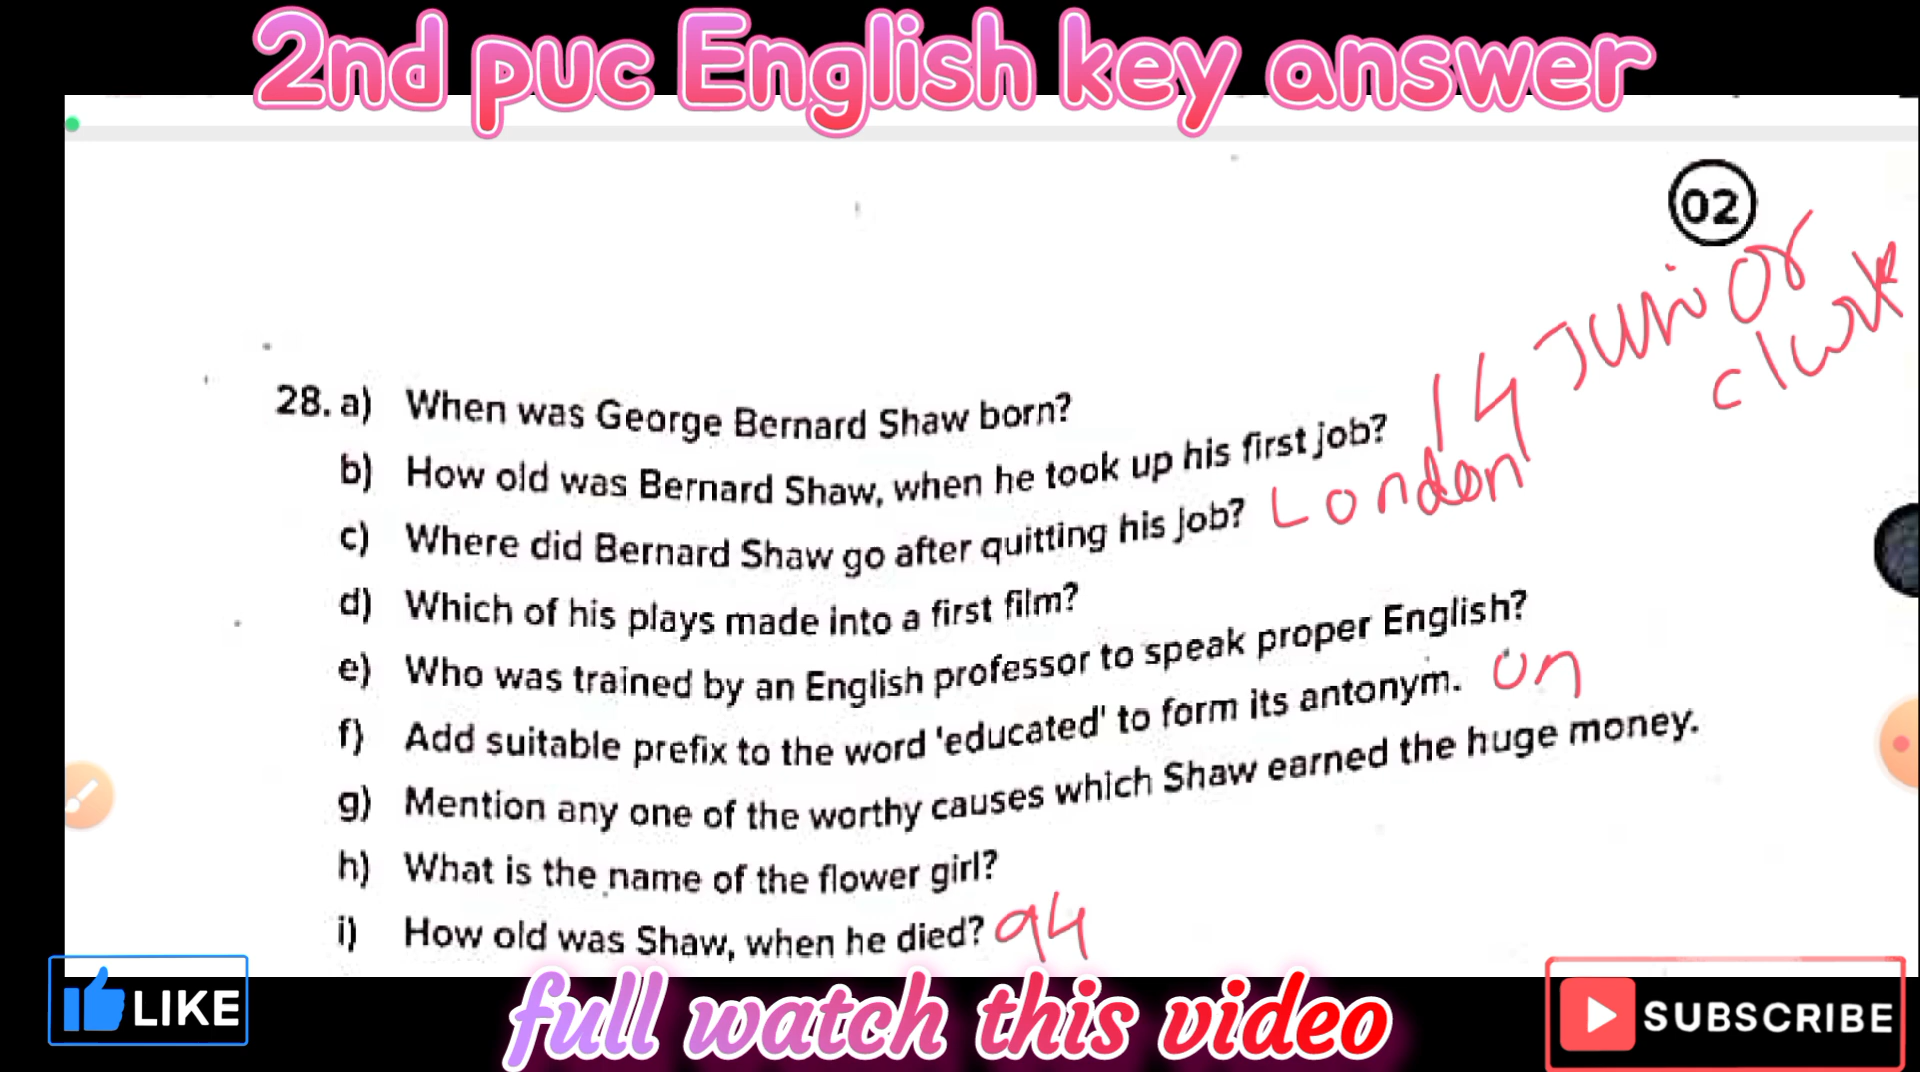 2nd puc English key answer
02
28. a) When was George Bernard Shaw born?
b) How old was Bernard Shaw, when he took up his first job? 14 Junior
clurk
c) Where did Bernard Shaw go after quitting his job? London
d) Which of his plays made into a first film?
e) Who was trained by an English professor to speak proper English?
f) Add suitable prefix to the word 'educated' to form its antonym. Un
g) Mention any one of the worthy causes which Shaw earned the huge money.
h) What is the name of the flower girl?
i) How old was Shaw, when he died? 94
LIKE
full watch this video
SUBSCRIBE